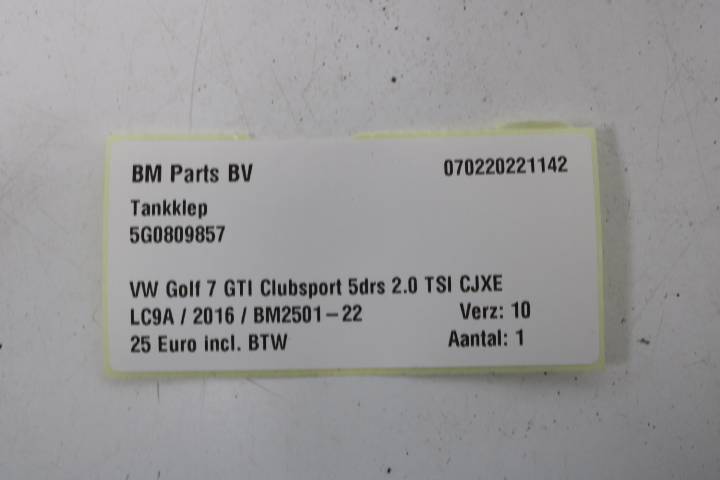 BM Parts BV 070220221142
Tankklep
5G0809857
VW Golf 7 GTI Clubsport 5drs 2.0 TSI CJXE
LC9A / 2016 / BM2501-22 Verz: 10
25 Euro incl. BTW Aantal: 1